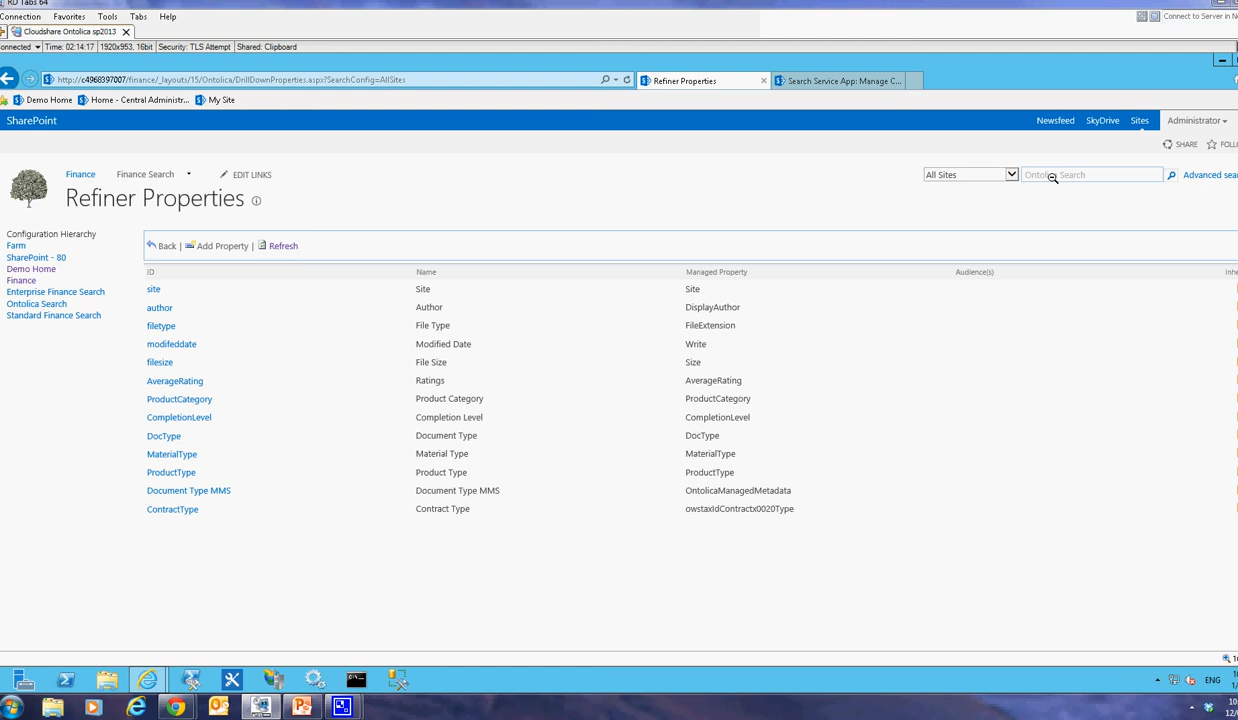 RD Tabs 64
Connection Favorites Tools Tabs Help
Connect to Server in Ne
Cloudshare Ontolica sp2013
onnected Time: 02:14:17 1920x953, 16bit Security: TLS Attempt Shared: Clipboard
http://c4968397007/finance/_layouts/15/Ontolica/DrillDownProperties.aspx?SearchConfig=AllSites Refiner Properties Search Service App: Manage C...
Demo Home Home - Central Administr... My Site
SharePoint Newsfeed SkyDrive Sites Administrator
SHARE FOLL
Finance Finance Search EDIT LINKS All Sites Ontolica Search Advanced sear
Refiner Properties
Configuration Hierarchy
Farm
SharePoint - 80
Demo Home
Finance
Enterprise Finance Search
Ontolica Search
Standard Finance Search
Back | Add Property | Refresh
ID Name Managed Property Audience(s) Inhe
site Site Site
author Author DisplayAuthor
filetype File Type FileExtension
modifeddate Modified Date Write
filesize File Size Size
AverageRating Ratings AverageRating
ProductCategory Product Category ProductCategory
CompletionLevel Completion Level CompletionLevel
DocType Document Type DocType
MaterialType Material Type MaterialType
ProductType Product Type ProductType
Document Type MMS Document Type MMS OntolicaManagedMetadata
ContractType Contract Type owstaxIdContractx0020Type
ENG